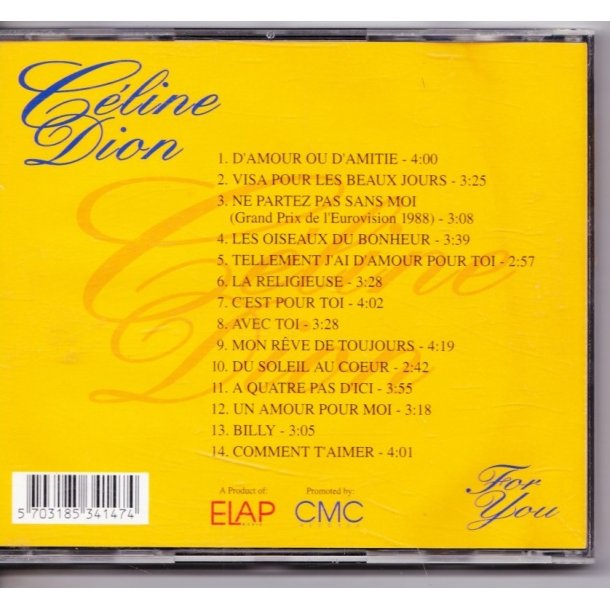 Céline
Dion
Céline
Dion
1. D'AMOUR OU D'AMITIE - 4:00
2. VISA POUR LES BEAUX JOURS - 3:25
3. NE PARTEZ PAS SANS MOI
(Grand Prix de l'Eurovision 1988) - 3:08
4. LES OISEAUX DU BONHEUR - 3:39
5. TELLEMENT J'AI D'AMOUR POUR TOI - 2:57
6. LA RELIGIEUSE - 3:28
7. C'EST POUR TOI - 4:02
8. AVEC TOI - 3:28
9. MON RÊVE DE TOUJOURS - 4:19
10. DU SOLEIL AU COEUR - 2:42
11. A QUATRE PAS D'ICI - 3:55
12. UN AMOUR POUR MOI - 3:18
13. BILLY - 3:05
14. COMMENT T'AIMER - 4:01
5 703185 341474
A Product of:
ELAP
MUSIC
Promoted by:
CMC
RECORDS
For
You